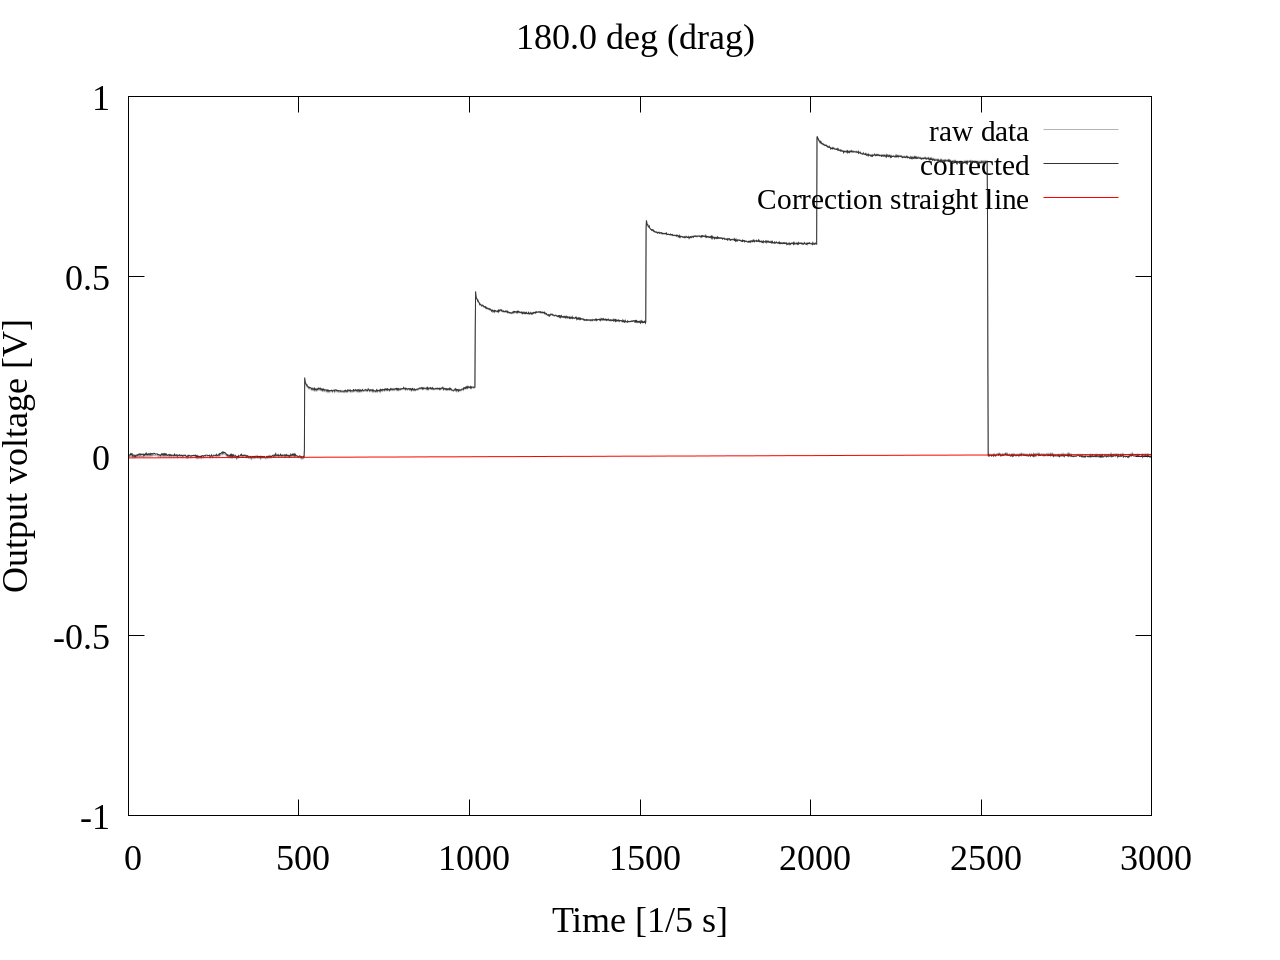 180.0 deg (drag)
raw data
corrected
Correction straight line
1
0.5
0
-0.5
-1
Output voltage [V]
0 500 1000 1500 2000 2500 3000
Time [1/5 s]